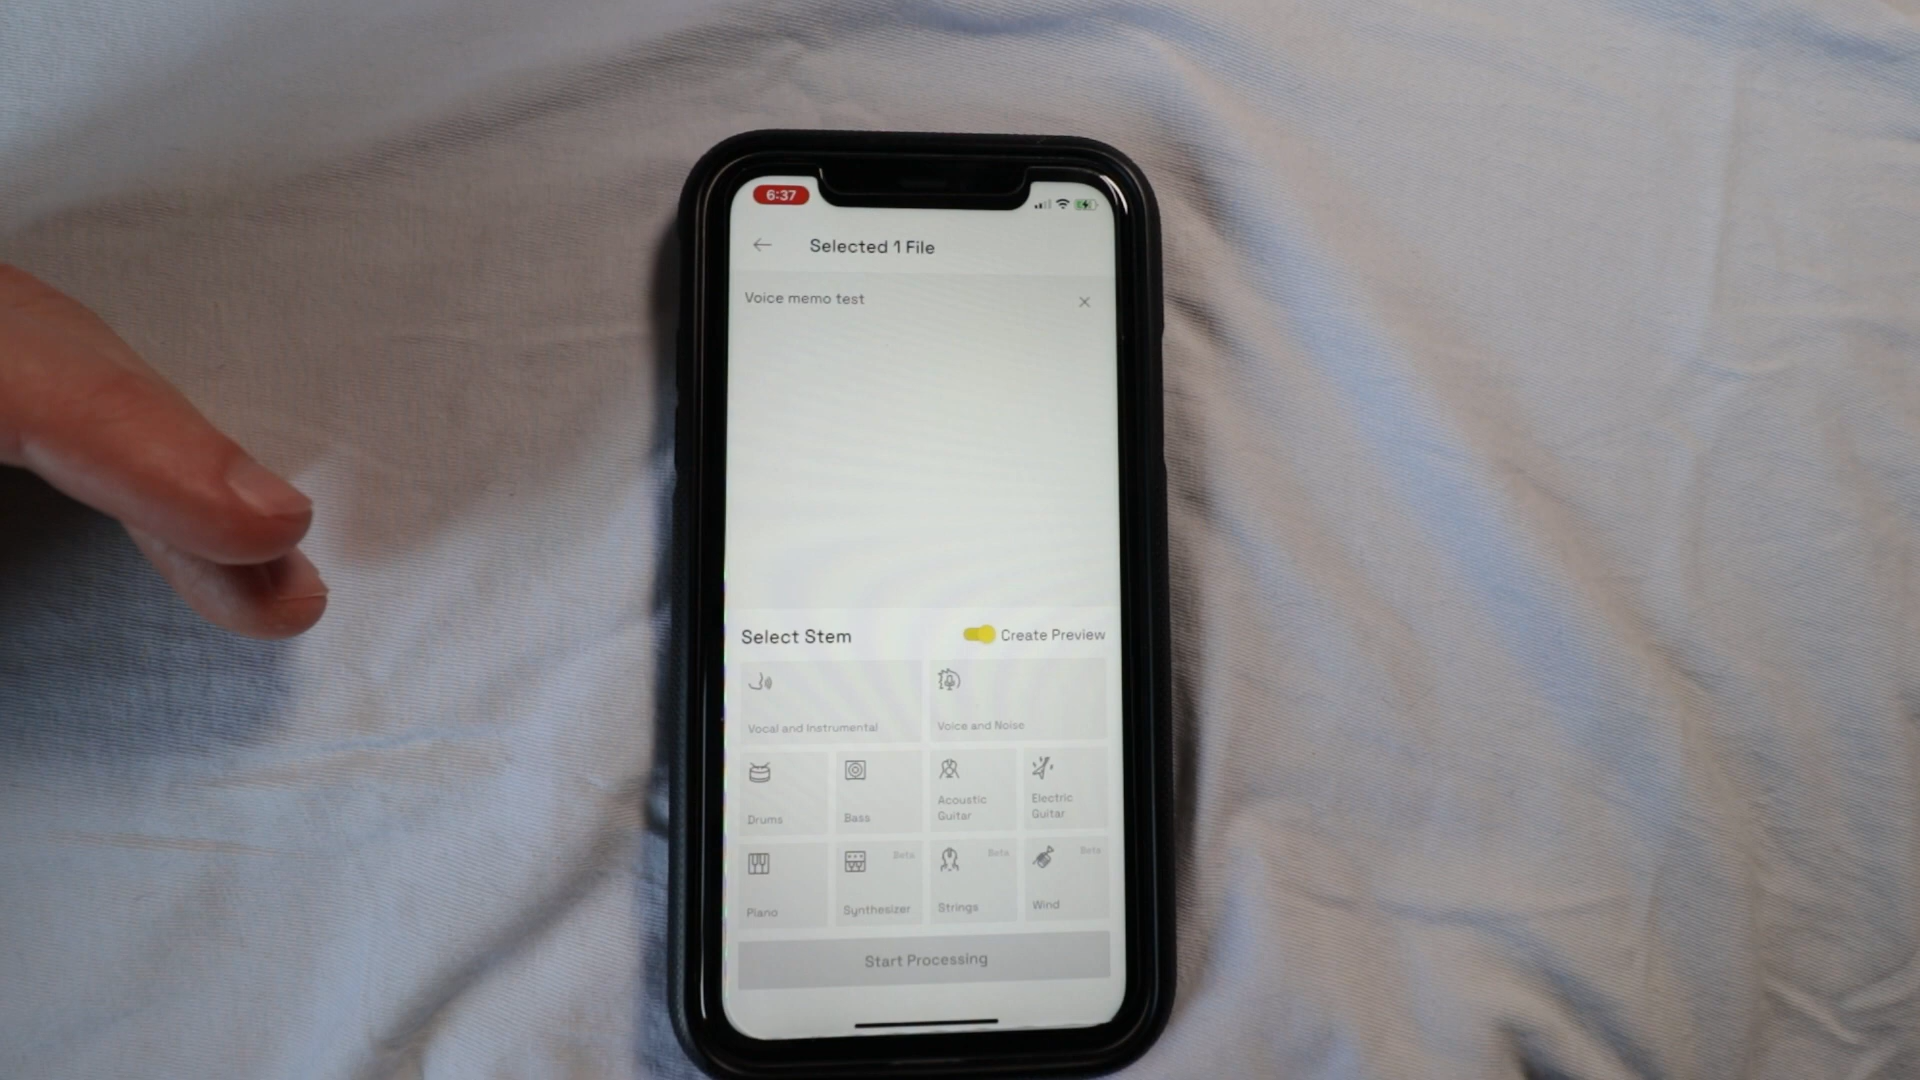 6:37
Selected 1 File
Voice memo test
Select Stem
Create Preview
Vocal and Instrumental
Voice and Noise
Drums
Bass
Acoustic
Guitar
Electric
Guitar
Piano
Beta
Synthesizer
Beta
Strings
Beta
Wind
Start Processing